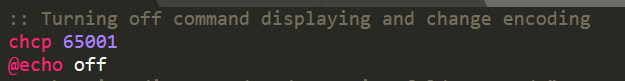 :: Turning off command displaying and change encoding
chcp 65001
@echo off